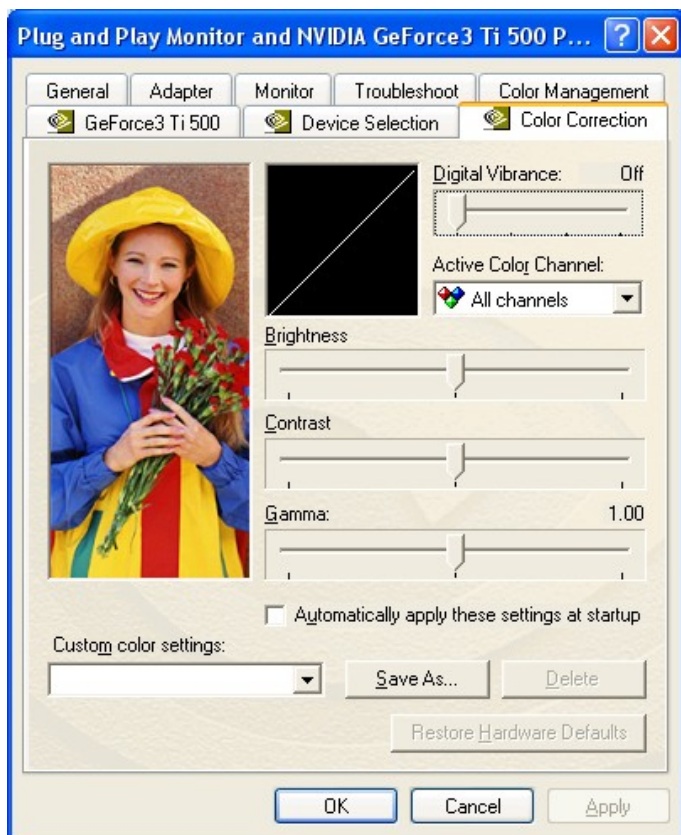 Plug and Play Monitor and NVIDIA GeForce3 Ti 500 P...
General Adapter Monitor Troubleshoot Color Management
GeForce3 Ti 500 Device Selection Color Correction
Digital Vibrance: Off
Active Color Channel:
All channels
Brightness
Contrast
Gamma: 1.00
Automatically apply these settings at startup
Custom color settings:
Save As... Delete
Restore Hardware Defaults
OK Cancel Apply